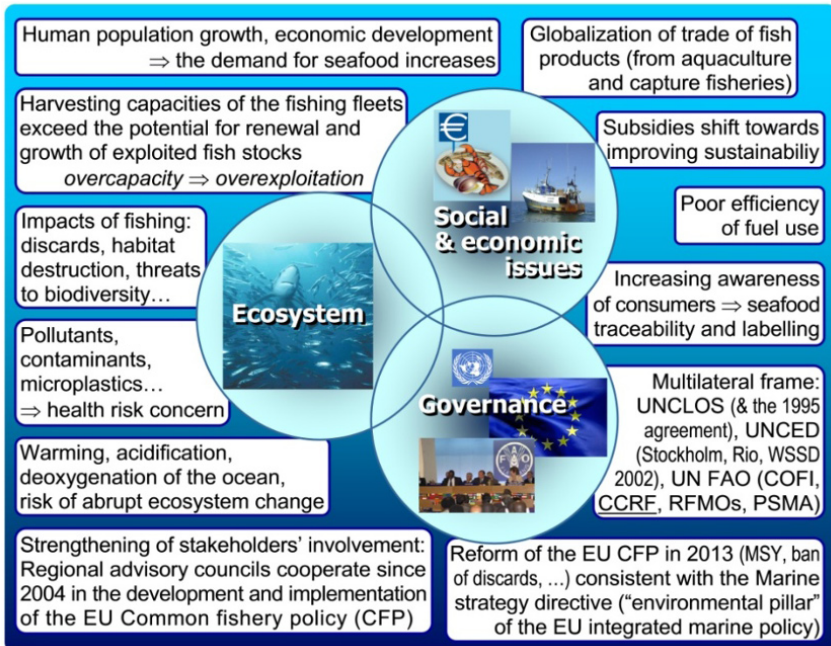 Human population growth, economic development
⇒ the demand for seafood increases
Globalization of trade of fish
products (from aquaculture
and capture fisheries)
Harvesting capacities of the fishing fleets
exceed the potential for renewal and
growth of exploited fish stocks
overcapacity ⇒ overexploitation
Subsidies shift towards
improving sustainabiliy
Poor efficiency
of fuel use
€
Social
& economic
issues
Impacts of fishing:
discards, habitat
destruction, threats
to biodiversity…
Ecosystem
Increasing awareness
of consumers ⇒ seafood
traceability and labelling
Pollutants,
contaminants,
microplastics…
⇒ health risk concern
Governance
FAO
Multilateral frame:
UNCLOS (& the 1995
agreement), UNCED
(Stockholm, Rio, WSSD
2002), UN FAO (COFI,
CCRF, RFMOs, PSMA)
Warming, acidification,
deoxygenation of the ocean,
risk of abrupt ecosystem change
Strengthening of stakeholders’ involvement:
Regional advisory councils cooperate since
2004 in the development and implementation
of the EU Common fishery policy (CFP)
Reform of the EU CFP in 2013 (MSY, ban
of discards, …) consistent with the Marine
strategy directive (“environmental pillar”
of the EU integrated marine policy)